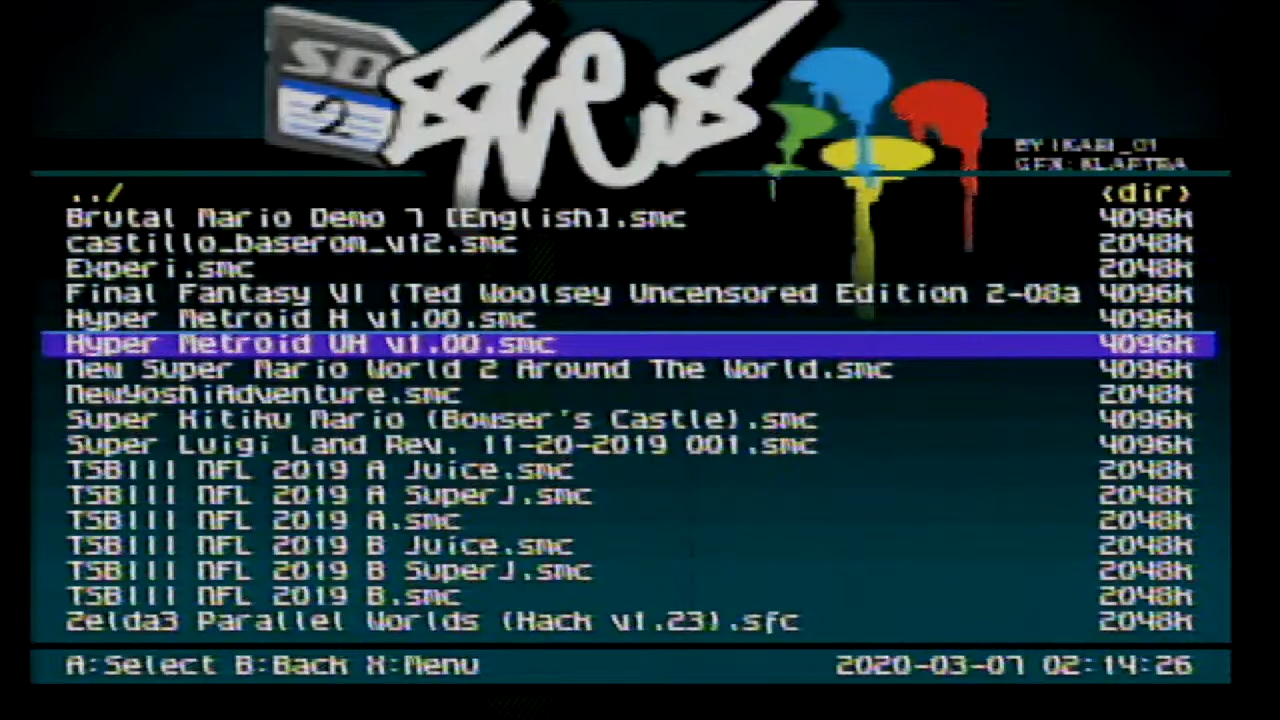 SD
2
SNES
BY IKARI_01
GFX: KLAPTRA
../ <dir>
Brutal Mario Demo 7 [English].smc 4096K
castillo_baserom_v12.smc 2048K
Experi.smc 2048K
Final Fantasy VI (Ted Woolsey Uncensored Edition 2-08a 4096K
Hyper Metroid H v1.00.smc 4096K
Hyper Metroid UH v1.00.smc 4096K
New Super Mario World 2 Around The World.smc 4096K
NewYoshiAdventure.smc 2048K
Super Kitiku Mario (Bowser's Castle).smc 4096K
Super Luigi Land Rev. 11-20-2019 001.smc 4096K
TSBIII NFL 2019 A Juice.smc 2048K
TSBIII NFL 2019 A SuperJ.smc 2048K
TSBIII NFL 2019 A.smc 2048K
TSBIII NFL 2019 B Juice.smc 2048K
TSBIII NFL 2019 B SuperJ.smc 2048K
TSBIII NFL 2019 B.smc 2048K
Zelda3 Parallel Worlds (Hack v1.23).sfc 2048K
A:Select B:Back X:Menu 2020-03-07 02:14:26